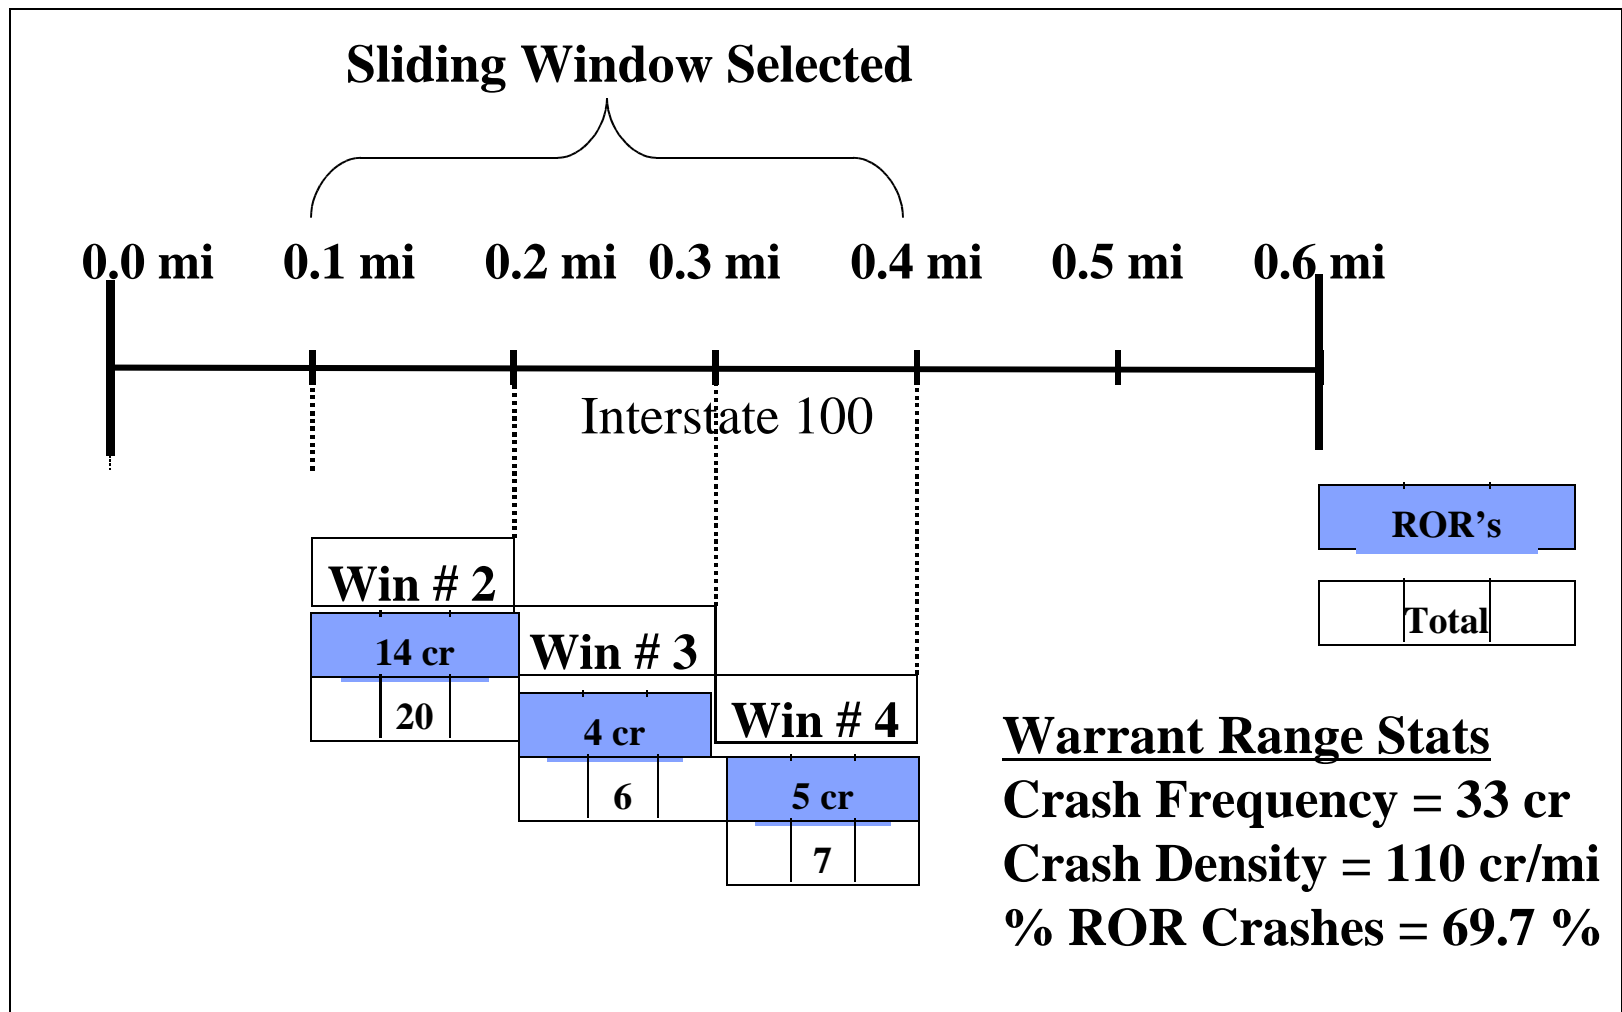 Sliding Window Selected
0.0 mi 0.1 mi 0.2 mi 0.3 mi 0.4 mi 0.5 mi 0.6 mi
Interstate 100
ROR’s
Total
Win # 2
14 cr
20
Win # 3
4 cr
6
Win # 4
5 cr
7
Warrant Range Stats
Crash Frequency = 33 cr
Crash Density = 110 cr/mi
% ROR Crashes = 69.7 %